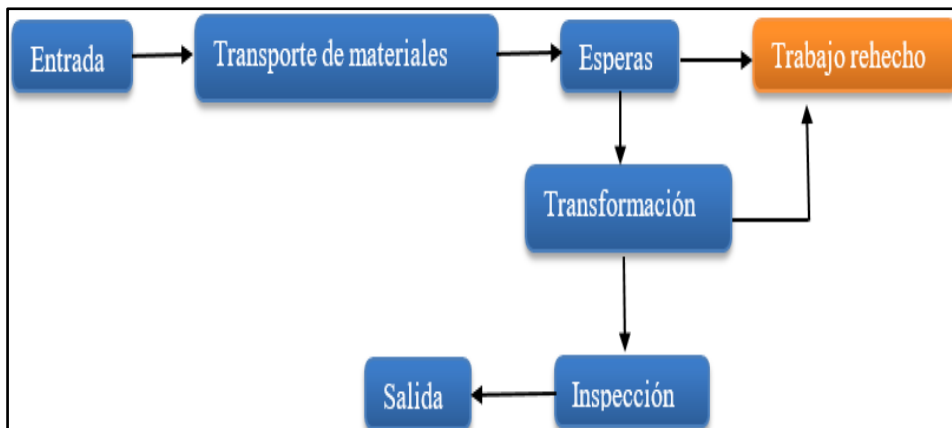 Entrada
Transporte de materiales
Esperas
Trabajo rehecho
Transformación
Salida
Inspección